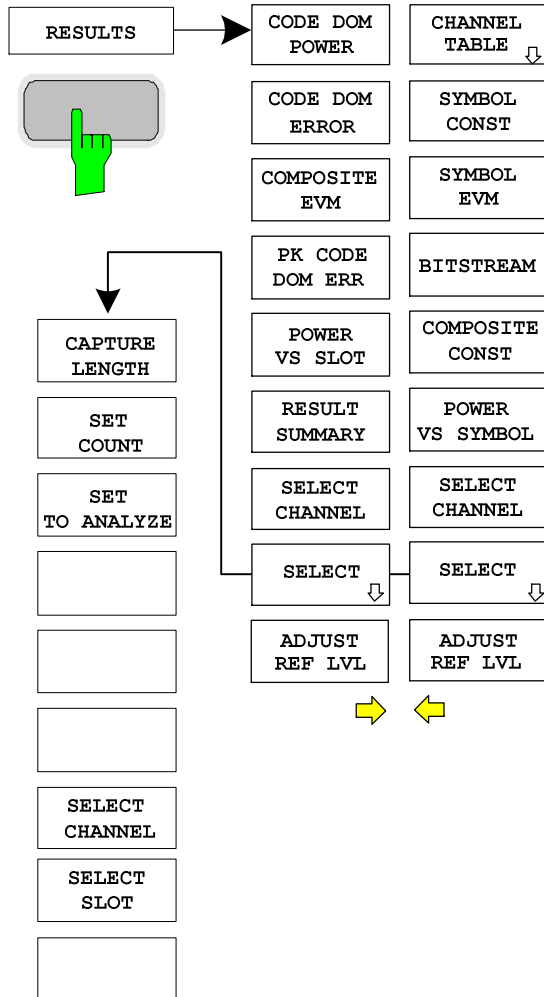 RESULTS
CODE DOM
POWER
CODE DOM
ERROR
COMPOSITE
EVM
PK CODE
DOM ERR
POWER
VS SLOT
RESULT
SUMMARY
SELECT
CHANNEL
SELECT
ADJUST
REF LVL
CHANNEL
TABLE
SYMBOL
CONST
SYMBOL
EVM
BITSTREAM
COMPOSITE
CONST
POWER
VS SYMBOL
SELECT
CHANNEL
SELECT
ADJUST
REF LVL
CAPTURE
LENGTH
SET
COUNT
SET
TO ANALYZE
SELECT
CHANNEL
SELECT
SLOT